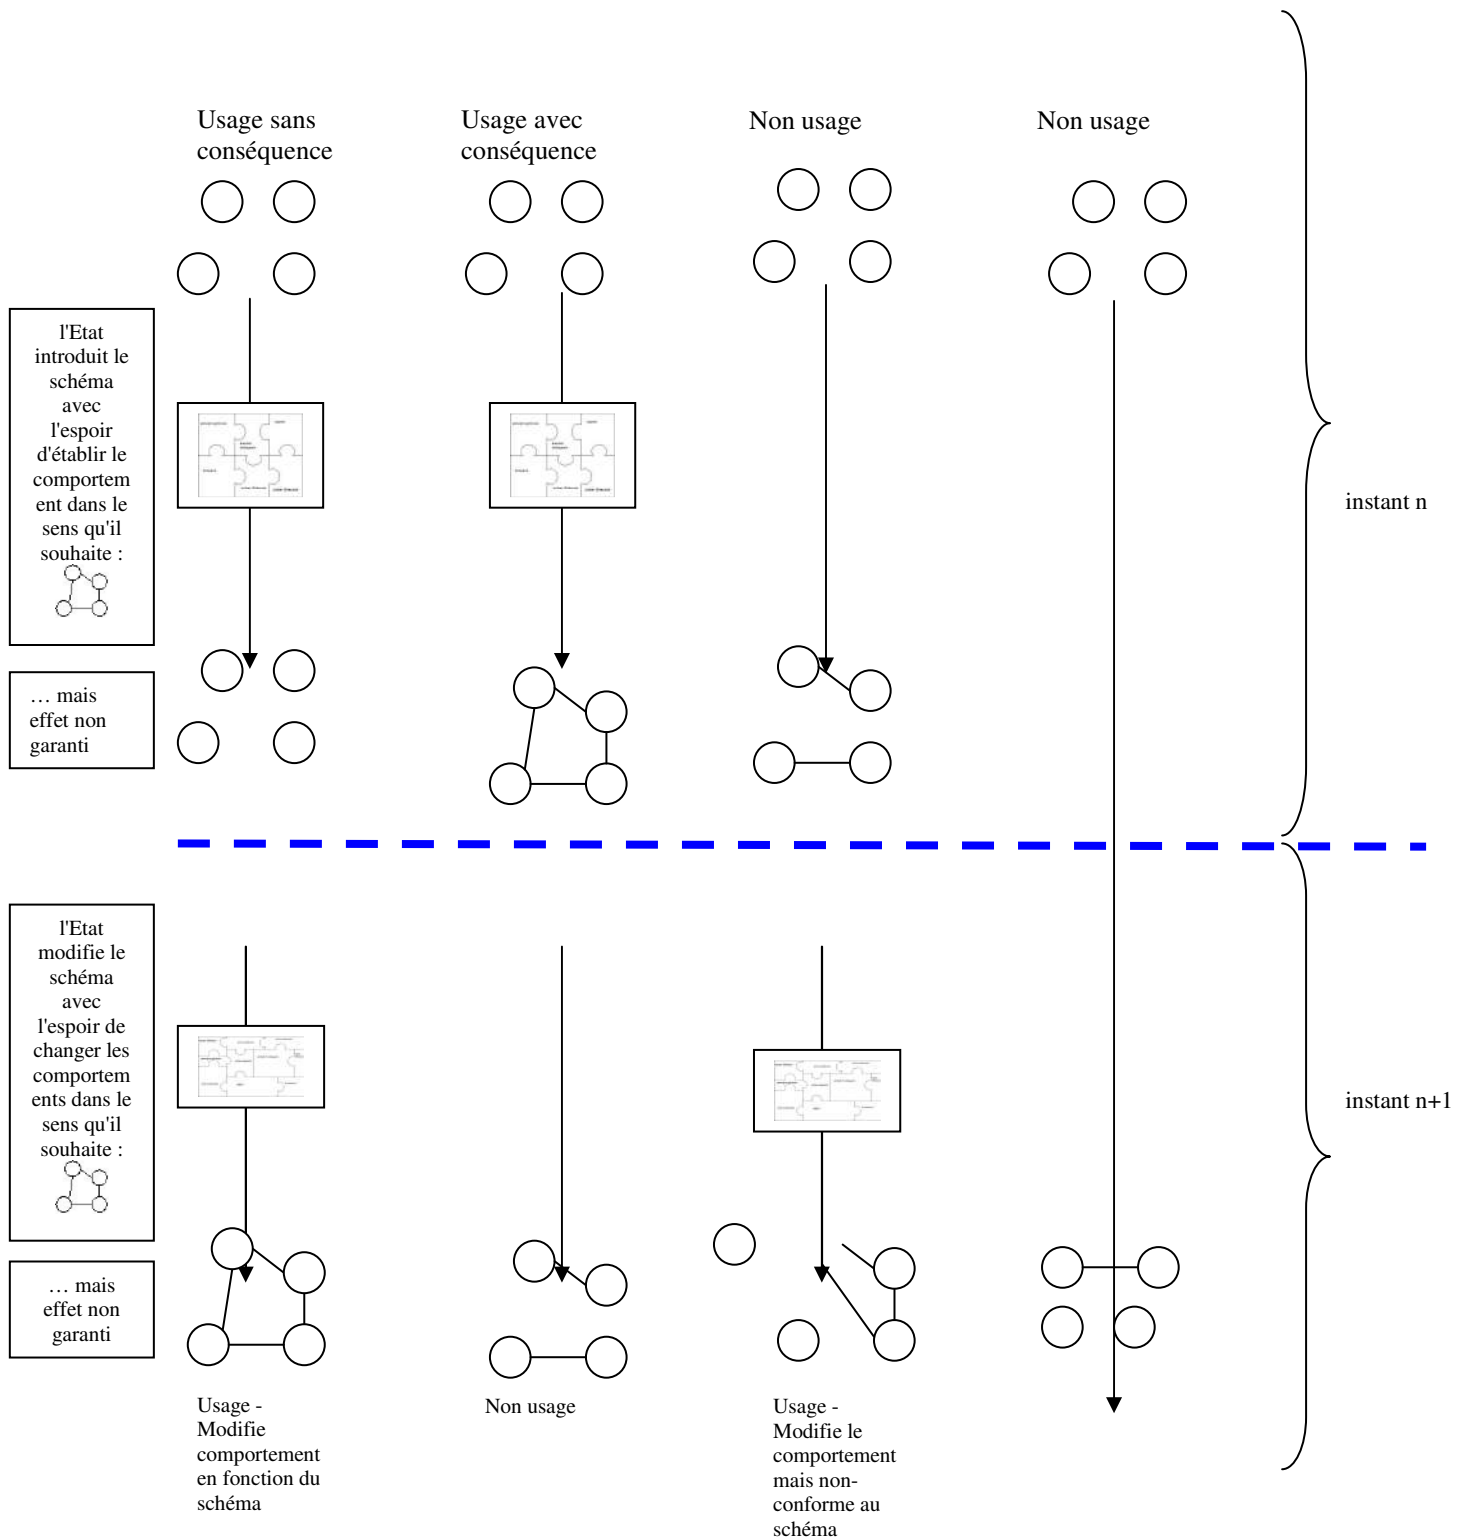 Usage sans
conséquence
Usage avec
conséquence
Non usage
Non usage
l'Etat
introduit le
schéma
avec
l'espoir
d'établir le
comportem
ent dans le
sens qu'il
souhaite :
instant n
… mais
effet non
garanti
l'Etat
modifie le
schéma
avec
l'espoir de
changer les
comportem
ents dans le
sens qu'il
souhaite :
instant n+1
… mais
effet non
garanti
Usage -
Modifie
comportement
en fonction du
schéma
Non usage
Usage -
Modifie le
comportement
mais non-
conforme au
schéma